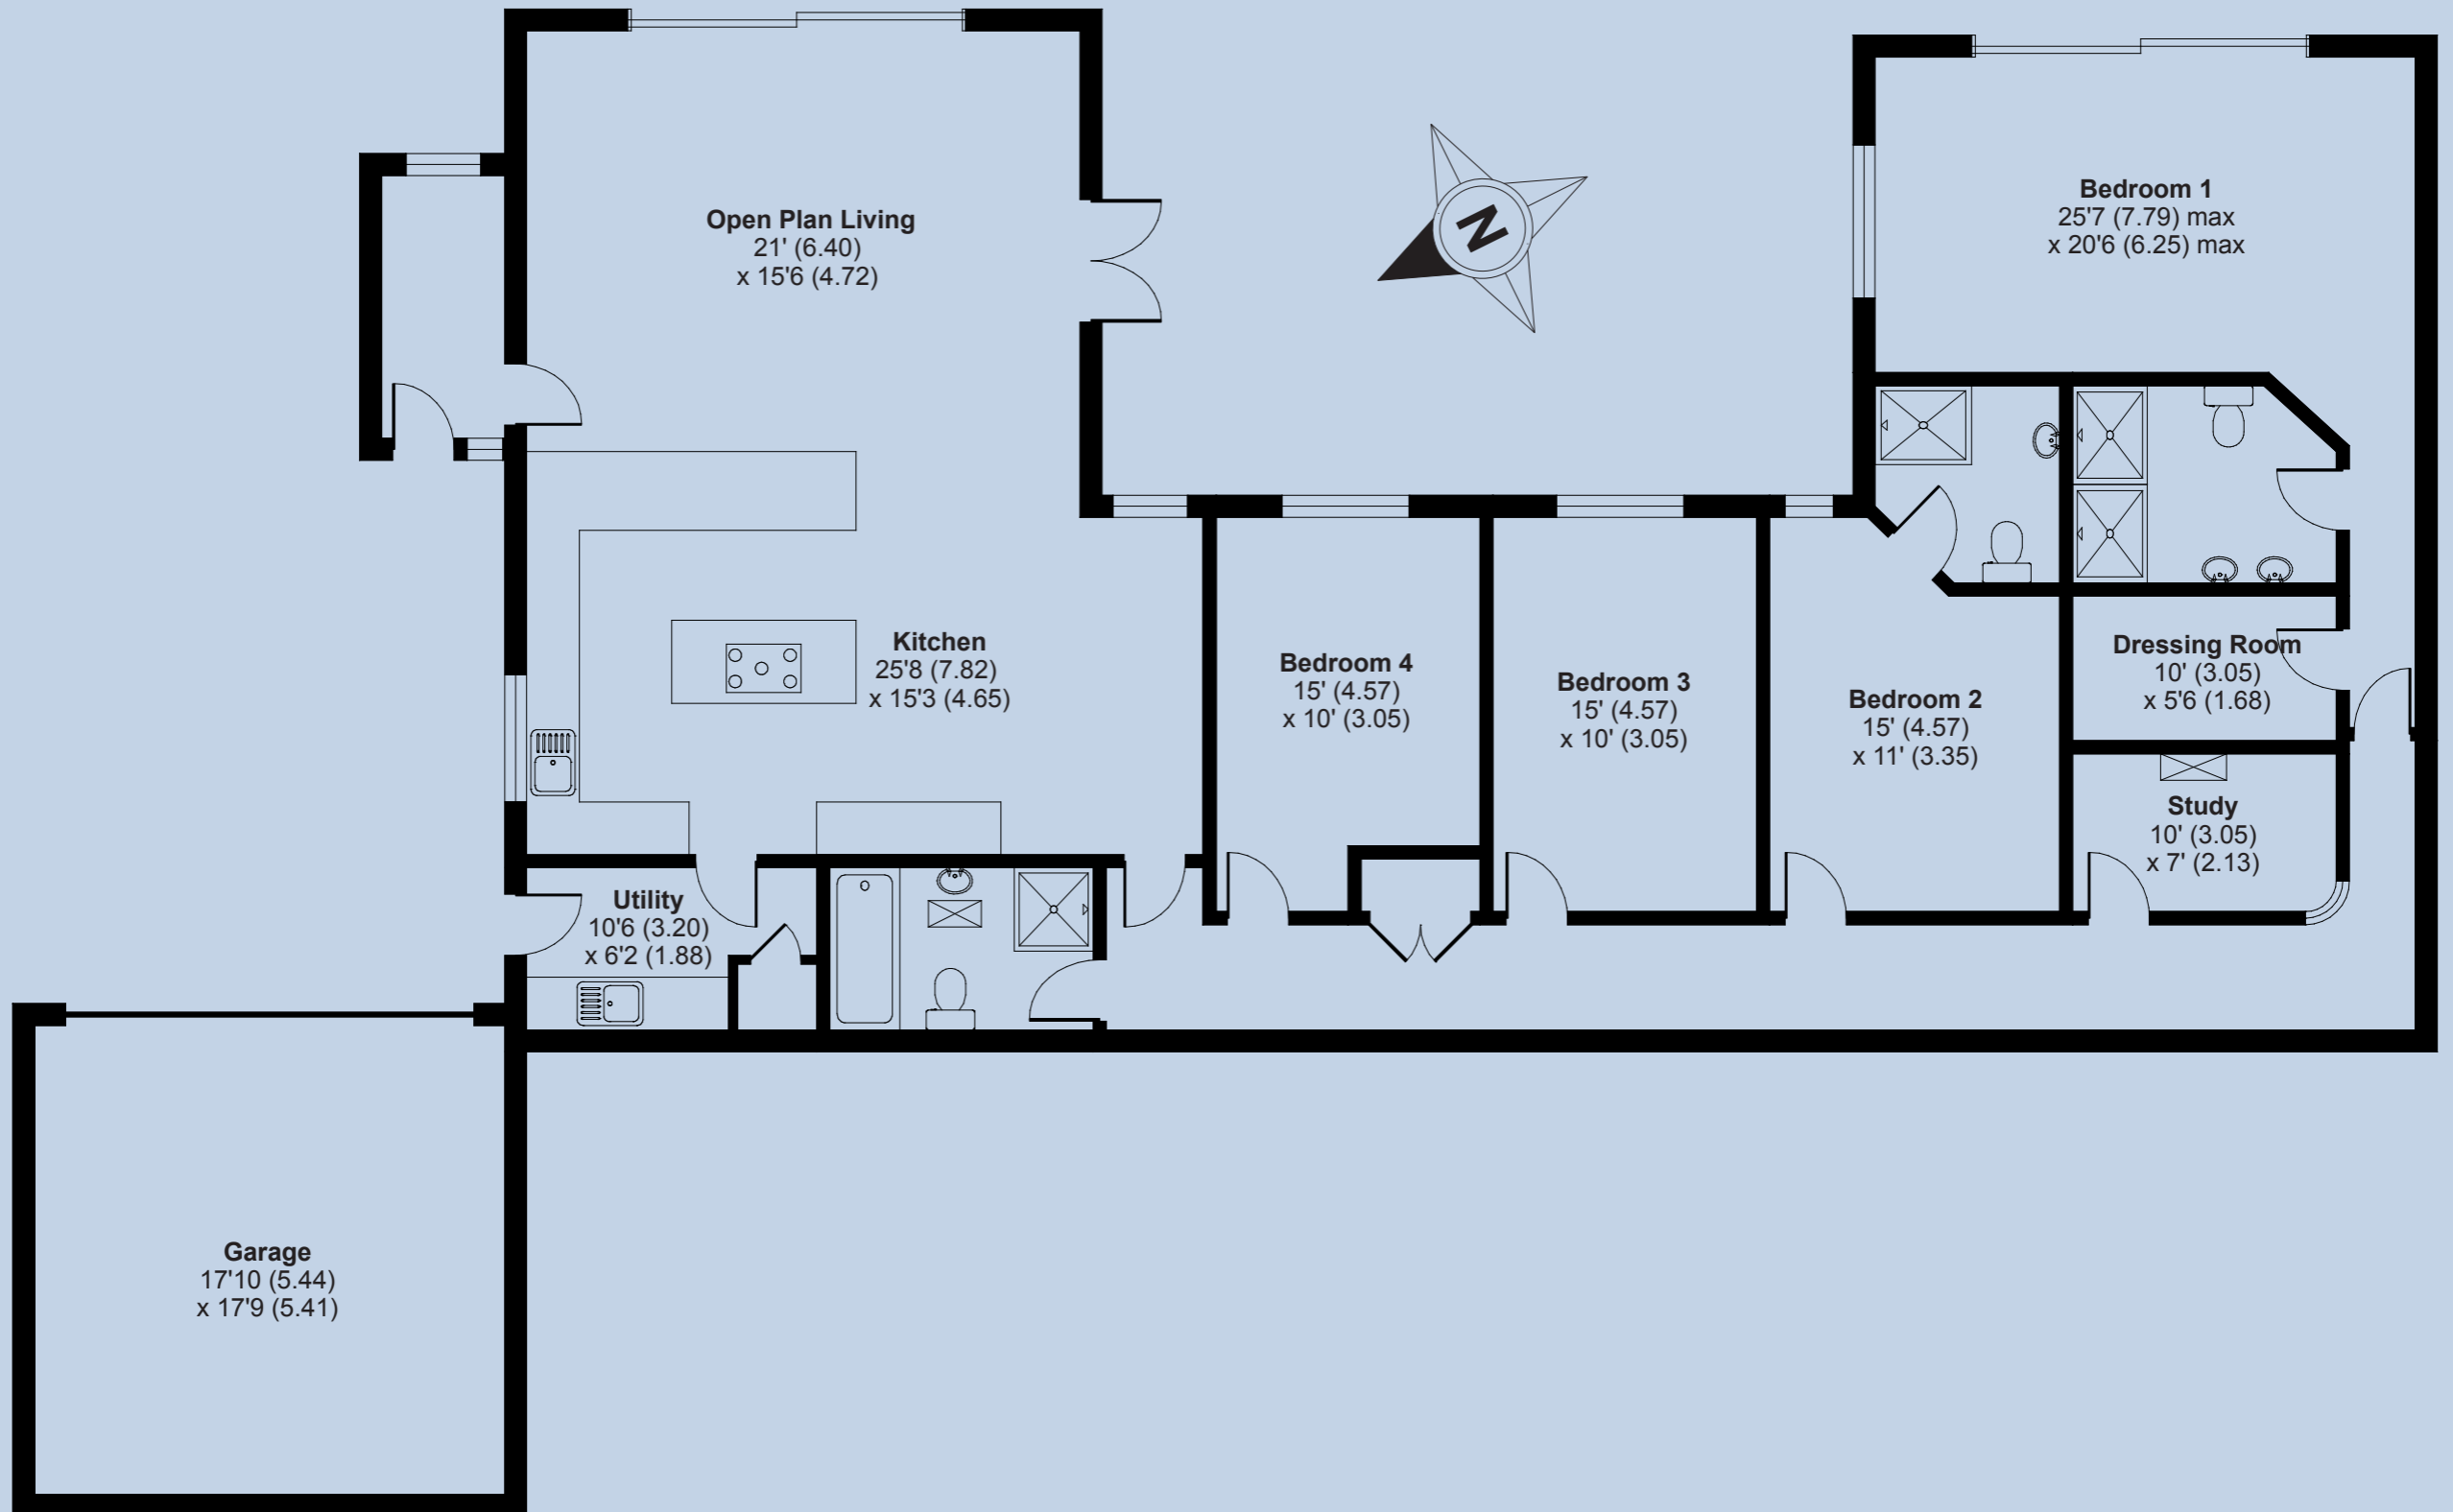 Open Plan Living
21' (6.40)
x 15'6 (4.72)
N
Bedroom 1
25'7 (7.79) max
x 20'6 (6.25) max
Kitchen
25'8 (7.82)
x 15'3 (4.65)
Bedroom 4
15' (4.57)
x 10' (3.05)
Bedroom 3
15' (4.57)
x 10' (3.05)
Bedroom 2
15' (4.57)
x 11' (3.35)
Dressing Room
10' (3.05)
x 5'6 (1.68)
Study
10' (3.05)
x 7' (2.13)
Utility
10'6 (3.20)
x 6'2 (1.88)
Garage
17'10 (5.44)
x 17'9 (5.41)